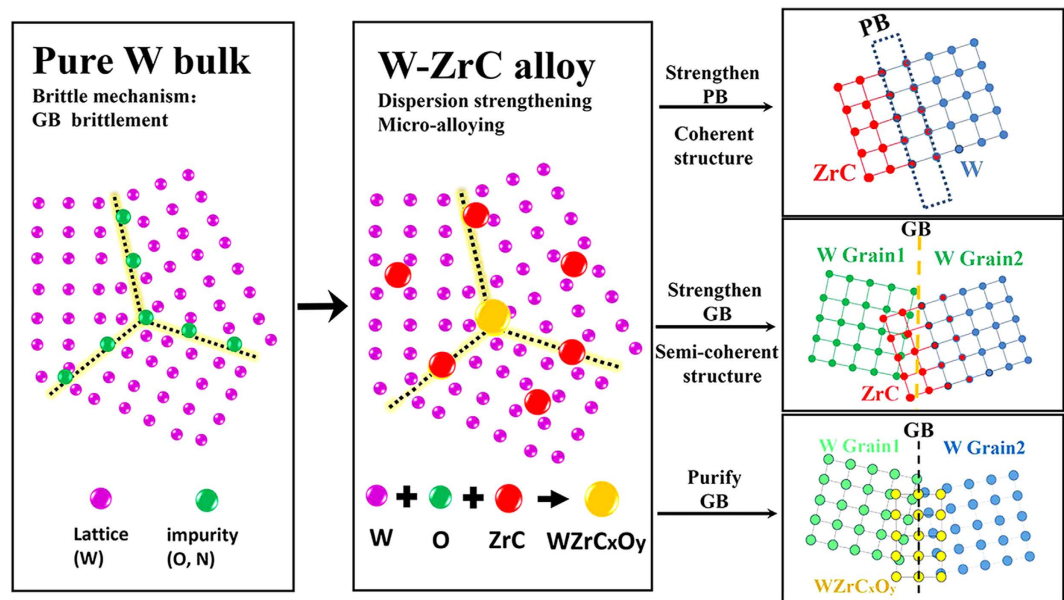 Pure W bulk
Brittle mechanism:
GB brittlement
Lattice
(W)
impurity
(O, N)
W-ZrC alloy
Dispersion strengthening
Micro-alloying
W
O
ZrC
WZrCxOy
Strengthen
PB
Coherent
structure
Strengthen
GB
Semi-coherent
structure
Purify
GB
PB
ZrC
W
GB
W Grain1
W Grain2
ZrC
GB
W Grain1
W Grain2
WZrCxOy